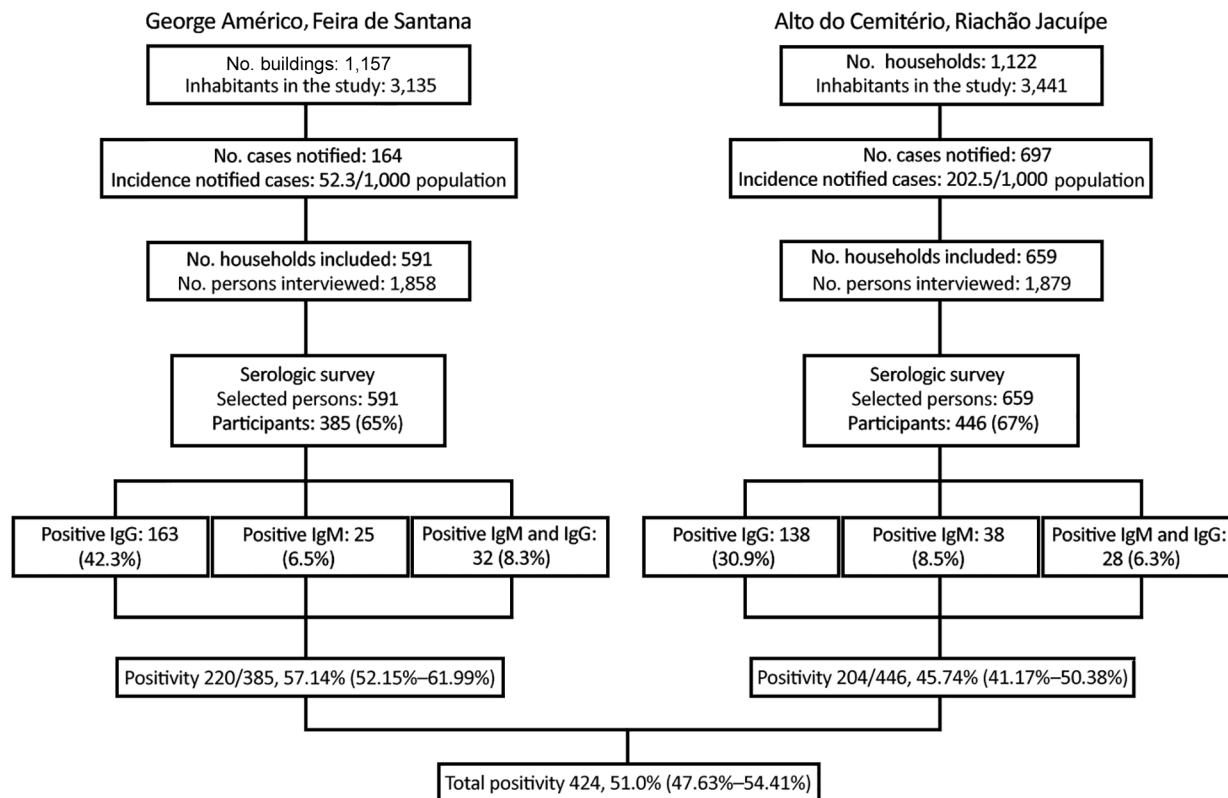 George Américo, Feira de Santana
No. buildings: 1,157
Inhabitants in the study: 3,135
No. cases notified: 164
Incidence notified cases: 52.3/1,000 population
No. households included: 591
No. persons interviewed: 1,858
Serologic survey
Selected persons: 591
Participants: 385 (65%)
Positive IgG: 163
(42.3%)
Positive IgM: 25
(6.5%)
Positive IgM and IgG:
32 (8.3%)
Positivity 220/385, 57.14% (52.15%–61.99%)
Alto do Cemitério, Riachão Jacuípe
No. households: 1,122
Inhabitants in the study: 3,441
No. cases notified: 697
Incidence notified cases: 202.5/1,000 population
No. households included: 659
No. persons interviewed: 1,879
Serologic survey
Selected persons: 659
Participants: 446 (67%)
Positive IgG: 138
(30.9%)
Positive IgM: 38
(8.5%)
Positive IgM and IgG:
28 (6.3%)
Positivity 204/446, 45.74% (41.17%–50.38%)
Total positivity 424, 51.0% (47.63%–54.41%)